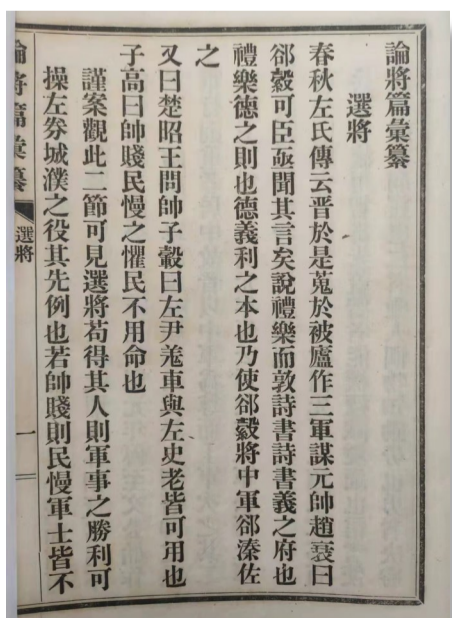 論將篇彙纂
選將
春秋左氏傳云晋於是蒐於被廬作三軍謀元帥趙衰曰
郤縠可臣亟聞其言矣說禮樂而敦詩書詩書義之府也
禮樂德之則也德義利之本也乃使郤縠將中軍郤溱佐
之
又曰楚昭王問帥子穀曰左尹羗車與左史老皆可用也
子高曰帥賤民慢之懼民不用命也
謹案觀此二節可見選將苟得其人則軍事之勝利可
操左券城濮之役其先例也若帥賤則民慢軍士皆不
論將篇彙纂
選將
一